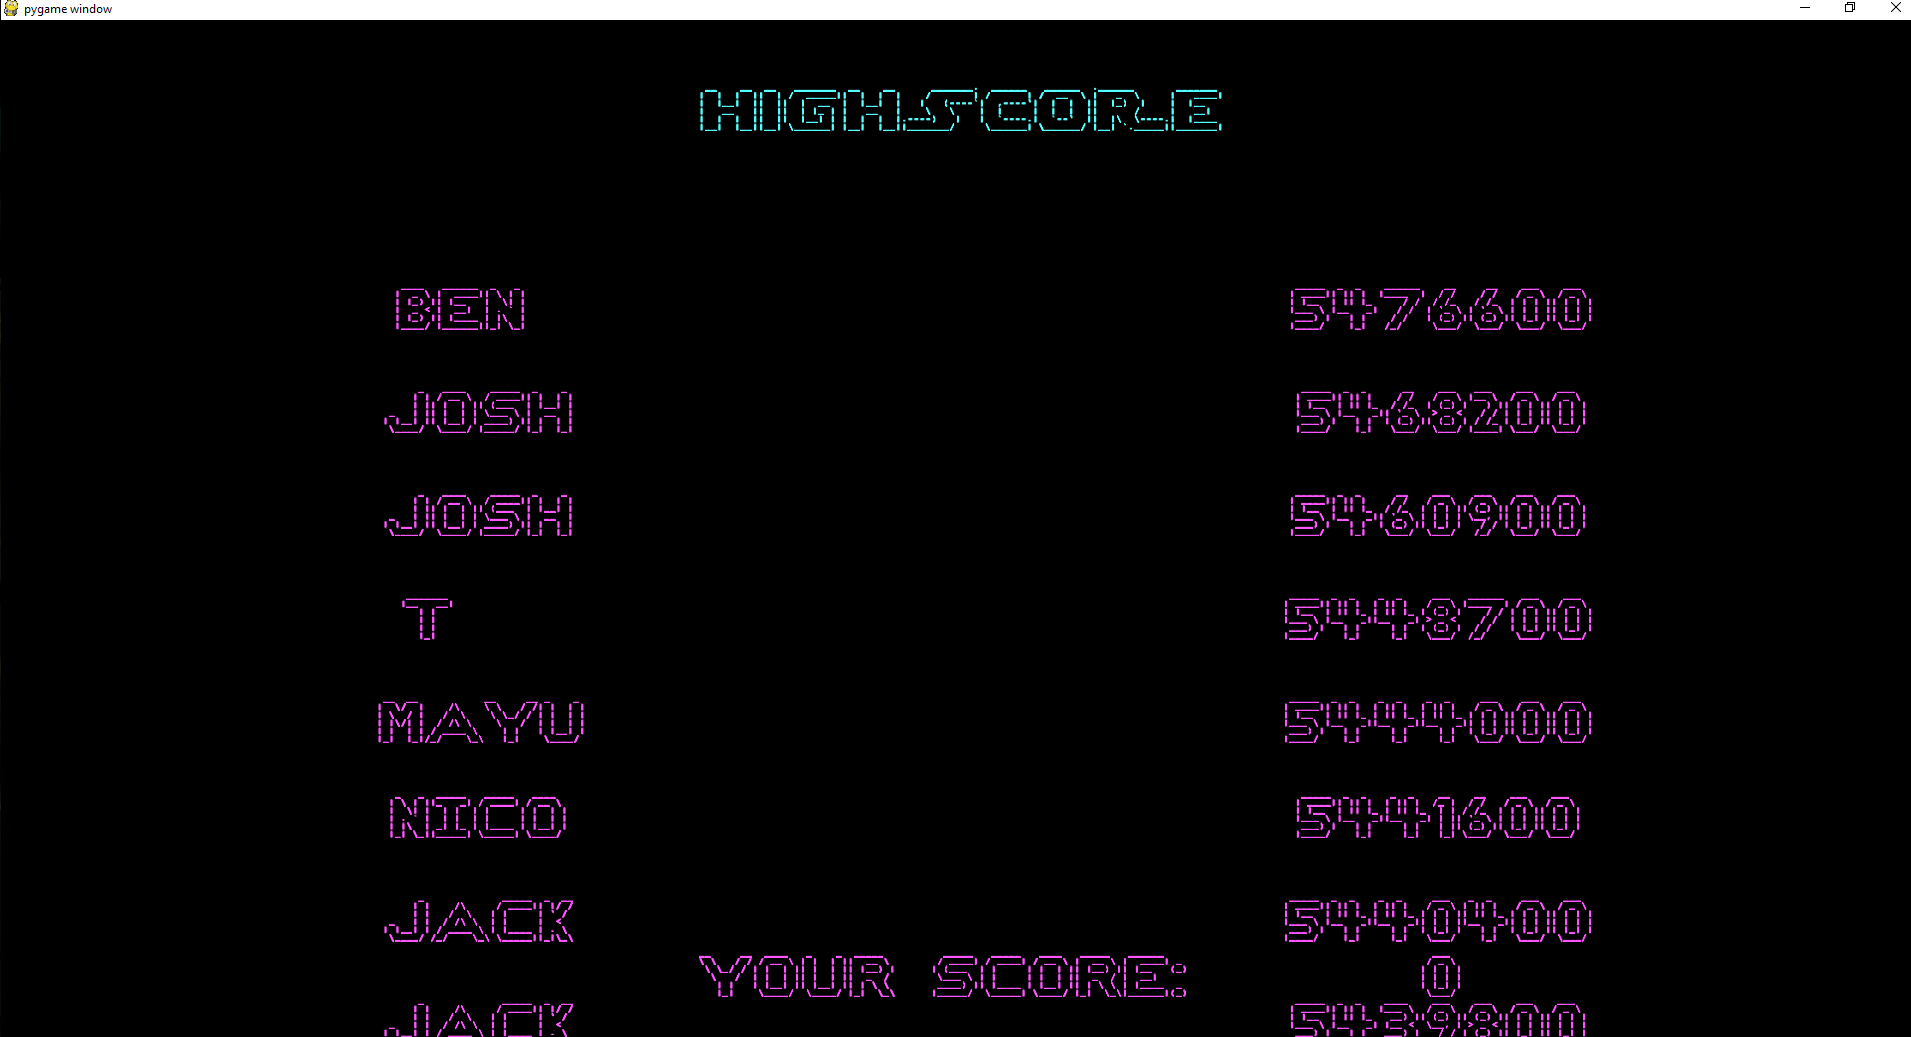 pygame window
HIGHSCORE
BEN 5476600
JOSH 5468200
JOSH 5460900
T 5448700
MAYU 5444000
NICO 5441600
JACK 5440400
YOUR SCORE: 0
JACK 5439800